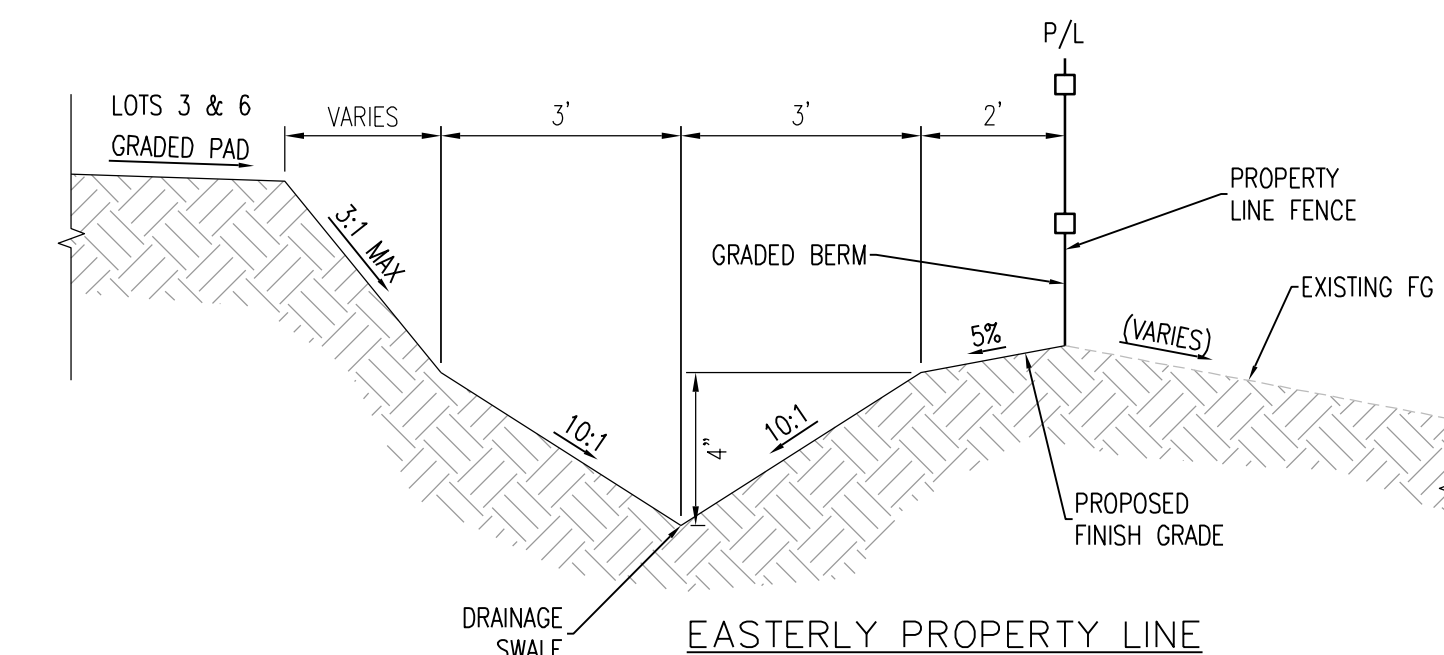 P/L
LOTS 3 & 6
GRADED PAD
VARIES
3'
3'
2'
PROPERTY
LINE FENCE
3:1 MAX
GRADED BERM
EXISTING FG
5%
(VARIES)
10:1
10:1
4"
PROPOSED
FINISH GRADE
DRAINAGE
SWALE
EASTERLY PROPERTY LINE